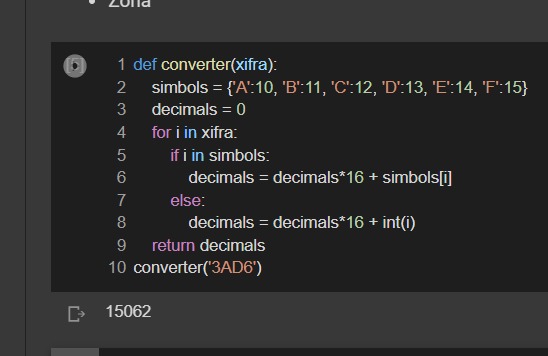 • Zona
1 def converter(xifra):
2 simbols = {'A':10, 'B':11, 'C':12, 'D':13, 'E':14, 'F':15}
3 decimals = 0
4 for i in xifra:
5 if i in simbols:
6 decimals = decimals*16 + simbols[i]
7 else:
8 decimals = decimals*16 + int(i)
9 return decimals
10 converter('3AD6')
15062